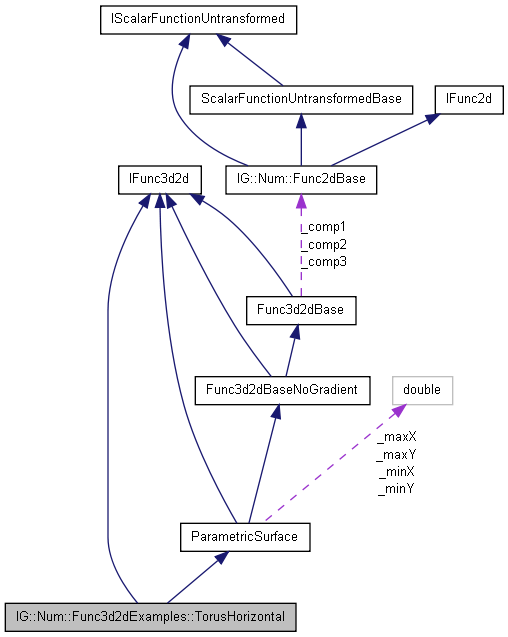 IScalarFunctionUntransformed
ScalarFunctionUntransformedBase
IFunc2d
IFunc3d2d
IG::Num::Func2dBase
_comp1
_comp2
_comp3
Func3d2dBase
Func3d2dBaseNoGradient
double
_maxX
_maxY
_minX
_minY
ParametricSurface
IG::Num::Func3d2dExamples::TorusHorizontal